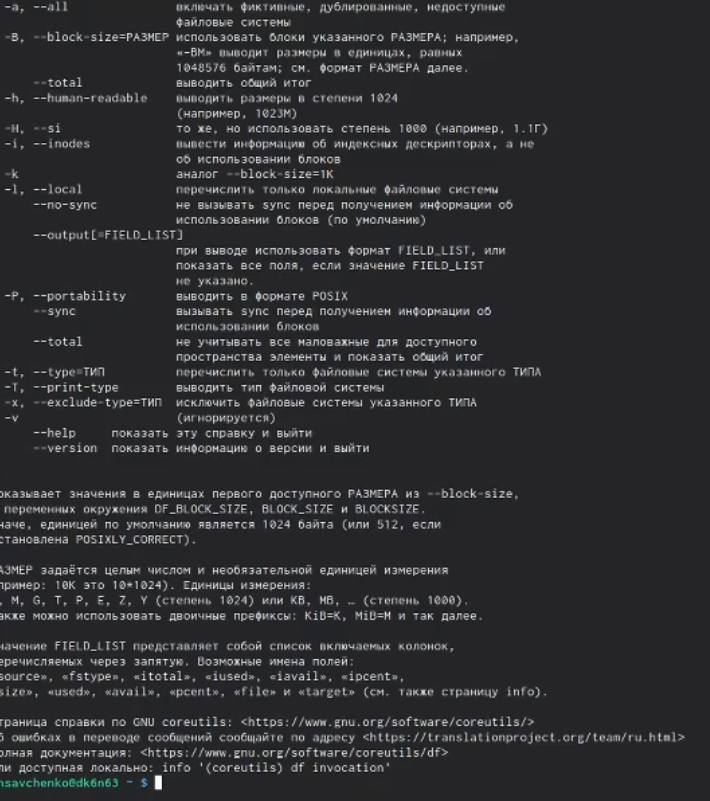 -a, --all включать фиктивные, дублированные, недоступные
файловые системы
-B, --block-size=РАЗМЕР использовать блоки указанного РАЗМЕРА; например,
«-BM» выводит размеры в единицах, равных
1048576 байтам; см. формат РАЗМЕРА далее.
--total выводить общий итог
-h, --human-readable выводить размеры в степени 1024
(например, 1023M)
-H, --si то же, но использовать степень 1000 (например, 1.1Г)
-i, --inodes вывести информацию об индексных дескрипторах, а не
об использовании блоков
-k аналог --block-size=1K
-l, --local перечислить только локальные файловые системы
--no-sync не вызывать sync перед получением информации об
использовании блоков (по умолчанию)
--output[=FIELD_LIST]
при выводе использовать формат FIELD_LIST, или
показать все поля, если значение FIELD_LIST
не указано.
-P, --portability выводить в формате POSIX
--sync вызывать sync перед получением информации об
использовании блоков
--total не учитывать все маловажные для доступного
пространства элементы и показать общий итог
-t, --type=ТИП перечислить только файловые системы указанного ТИПА
-T, --print-type выводить тип файловой системы
-x, --exclude-type=ТИП исключить файловые системы указанного ТИПА
-v (игнорируется)
--help показать эту справку и выйти
--version показать информацию о версии и выйти
оказывает значения в единицах первого доступного РАЗМЕРА из --block-size,
переменных окружения DF_BLOCK_SIZE, BLOCK_SIZE и BLOCKSIZE.
наче, единицей по умолчанию является 1024 байта (или 512, если
становлена POSIXLY_CORRECT).
АЗМЕР задаётся целым числом и необязательной единицей измерения
пример: 10K это 10*1024). Единицы измерения:
, M, G, T, P, E, Z, Y (степень 1024) или KB, MB, … (степень 1000).
акже можно использовать двоичные префиксы: KiB=K, MiB=M и так далее.
начение FIELD_LIST представляет собой список включаемых колонок,
еречисляемых через запятую. Возможные имена полей:
source», «fstype», «itotal», «iused», «iavail», «ipcent»,
size», «used», «avail», «pcent», «file» и «target» (см. также страницу info).
траница справки по GNU coreutils: <https://www.gnu.org/software/coreutils/>
б ошибках в переводе сообщений сообщайте по адресу <https://translationproject.org/team/ru.html>
олная документация: <https://www.gnu.org/software/coreutils/df>
ли доступная локально: info '(coreutils) df invocation'
nsavchenko@dk6n63 ~ $